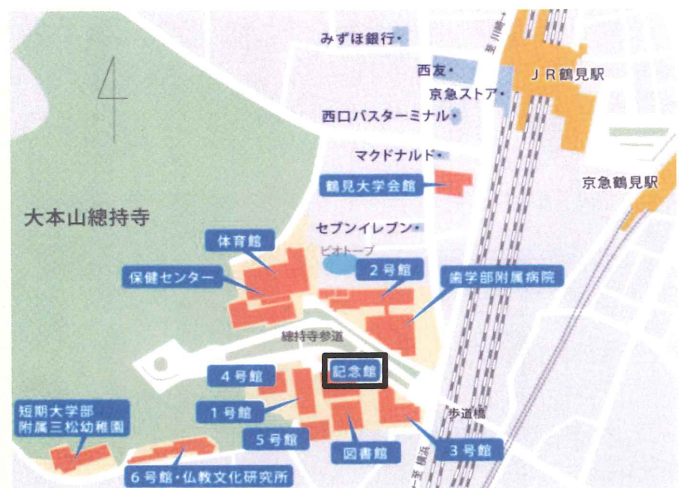 みずほ銀行
至 川崎
西友
JR鶴見駅
京急ストア
西口バスターミナル
マクドナルド
鶴見大学会館
京急鶴見駅
大本山總持寺
セブンイレブン
体育館
ビオトープ
保健センター
2号館
歯学部附属病院
總持寺参道
記念館
4号館
短期大学部
附属三松幼稚園
1号館
歩道橋
5号館
図書館
3号館
至 横浜
6号館・仏教文化研究所